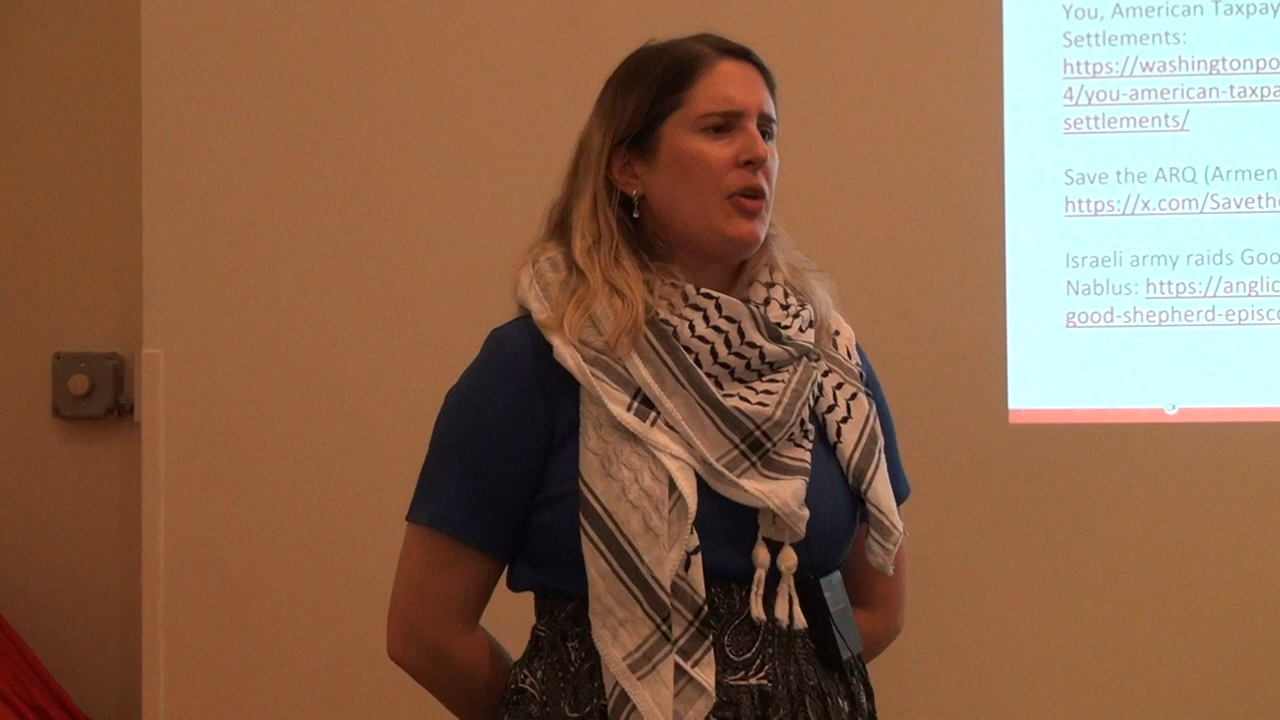 You, American Taxpay
Settlements:
https://washingtonpo
4/you-american-taxpa
settlements/
Save the ARQ (Armen
https://x.com/Saveth
Israeli army raids Goo
Nablus: https://anglic
good-shepherd-episc